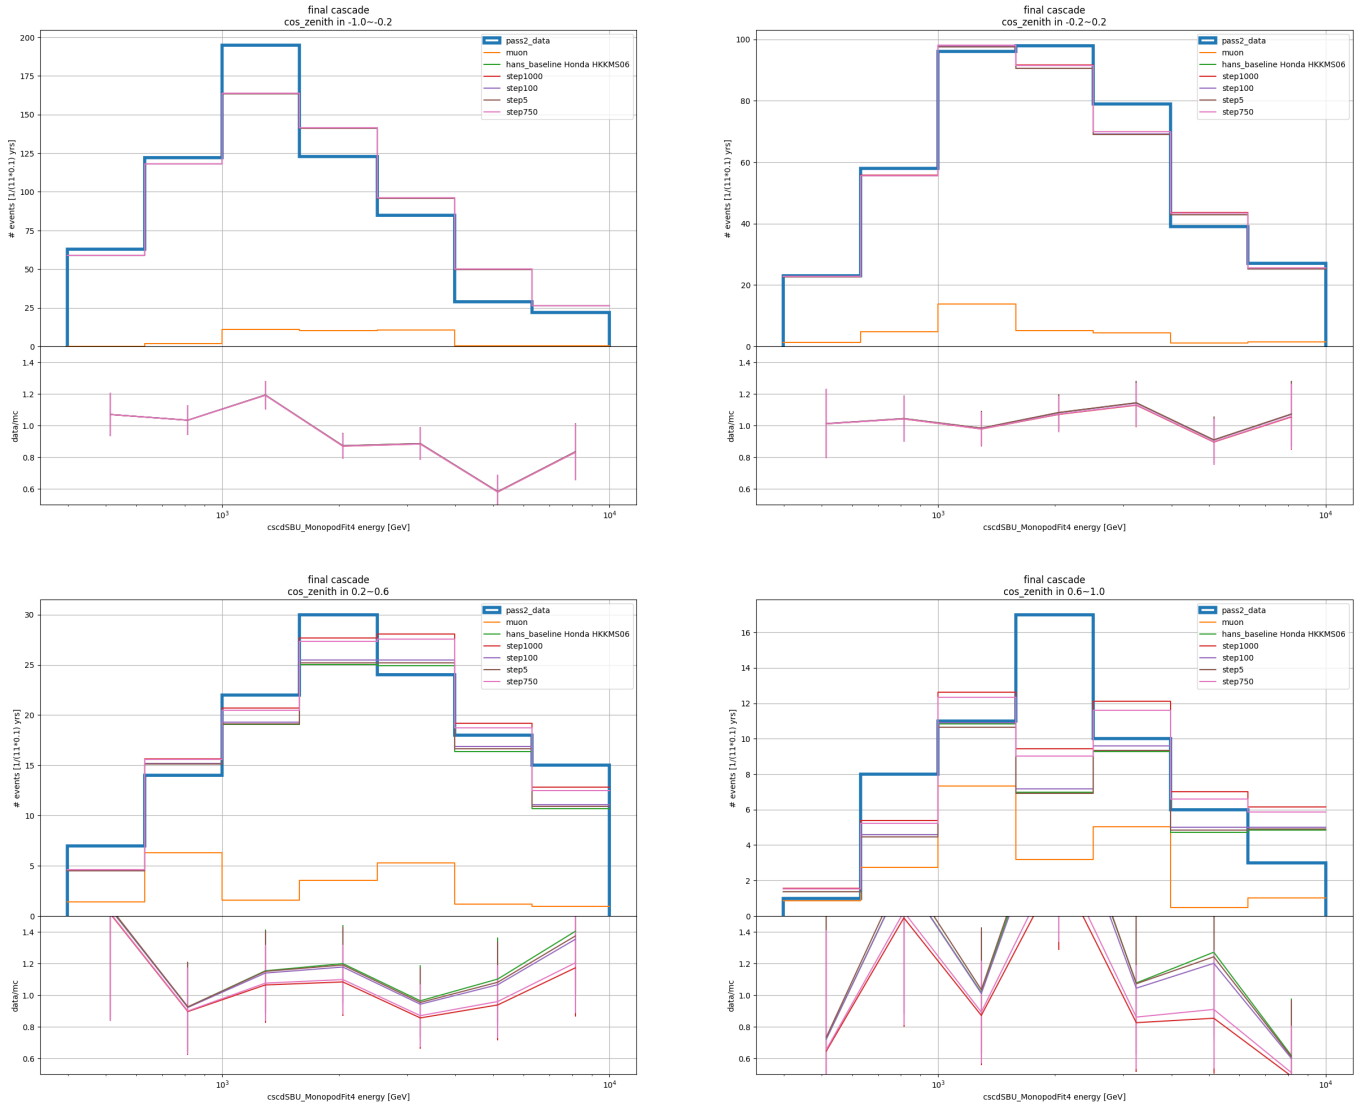 final cascade
cos_zenith in -1.0~-0.2
200
175
150
125
100
75
50
25
0
# events [1/(11*0.1) yrs]
pass2_data
muon
hans_baseline Honda HKKMS06
step1000
step100
step5
step750
1.4
1.2
1.0
0.8
0.6
data/mc
10³
10⁴
cscdSBU_MonopodFit4 energy [GeV]
final cascade
cos_zenith in -0.2~0.2
100
80
60
40
20
0
# events [1/(11*0.1) yrs]
pass2_data
muon
hans_baseline Honda HKKMS06
step1000
step100
step5
step750
1.4
1.2
1.0
0.8
0.6
data/mc
10³
10⁴
cscdSBU_MonopodFit4 energy [GeV]
final cascade
cos_zenith in 0.2~0.6
30
25
20
15
10
5
0
# events [1/(11*0.1) yrs]
pass2_data
muon
hans_baseline Honda HKKMS06
step1000
step100
step5
step750
1.4
1.2
1.0
0.8
0.6
data/mc
10³
10⁴
cscdSBU_MonopodFit4 energy [GeV]
final cascade
cos_zenith in 0.6~1.0
16
14
12
10
8
6
4
2
0
# events [1/(11*0.1) yrs]
pass2_data
muon
hans_baseline Honda HKKMS06
step1000
step100
step5
step750
1.4
1.2
1.0
0.8
0.6
data/mc
10³
10⁴
cscdSBU_MonopodFit4 energy [GeV]